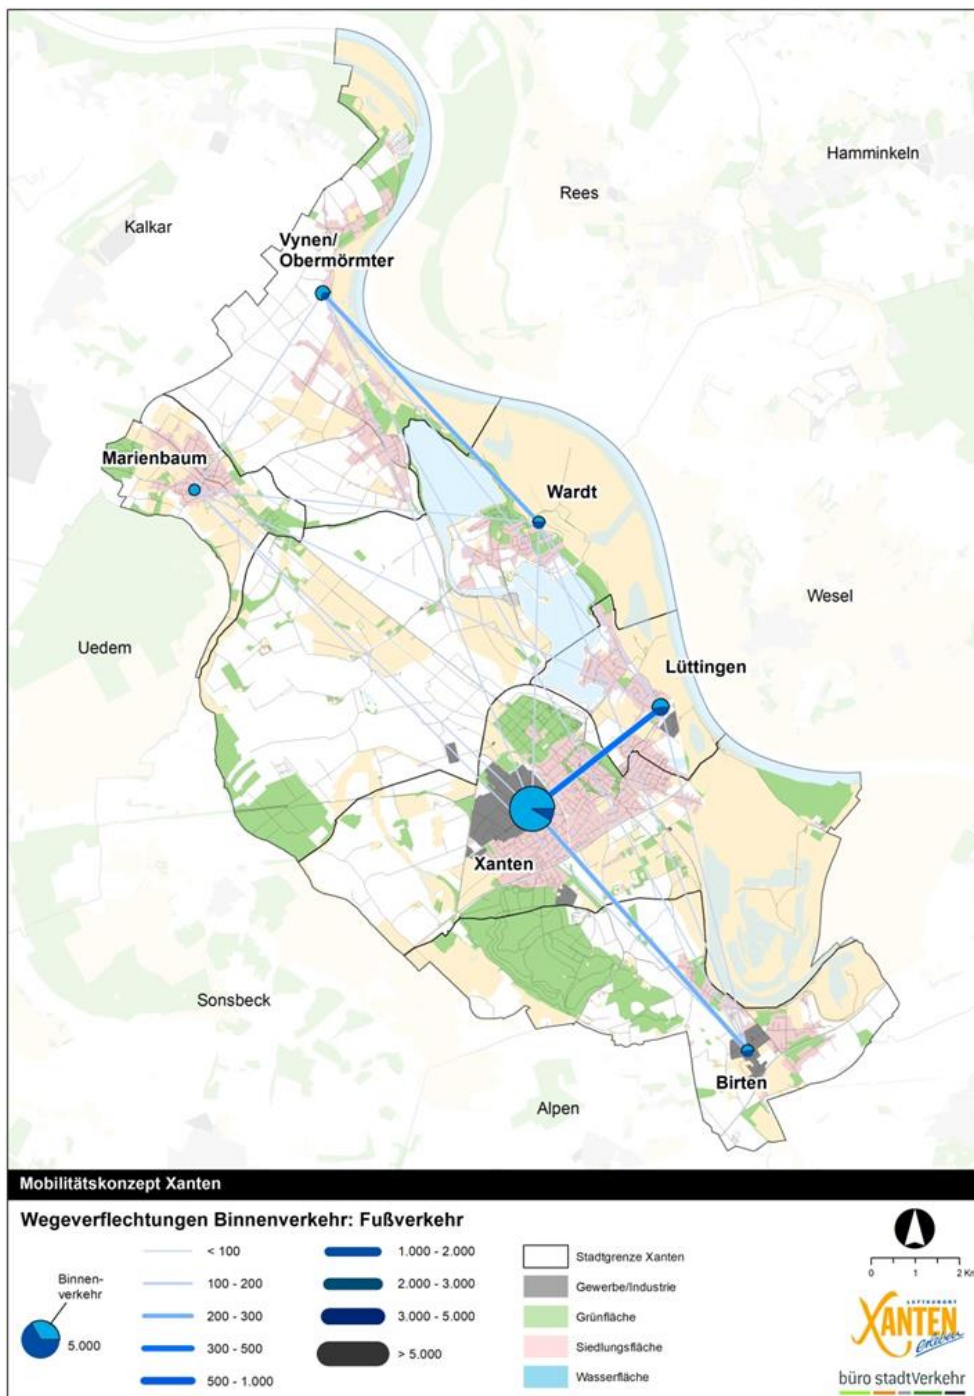 Hamminkeln
Rees
Kalkar
Vynen/
Obermörmter
Marienbaum
Wardt
Wesel
Uedem
Lüttingen
Xanten
Sonsbeck
Birten
Alpen
Mobilitätskonzept Xanten
Wegeverflechtungen Binnenverkehr: Fußverkehr
Binnen-
verkehr
5.000
< 100
100 - 200
200 - 300
300 - 500
500 - 1.000
1.000 - 2.000
2.000 - 3.000
3.000 - 5.000
> 5.000
Stadtgrenze Xanten
Gewerbe/Industrie
Grünfläche
Siedlungsfläche
Wasserfläche
0 1 2 K
LUFTKURORT
XANTEN
erleben
büro stadtVerkehr